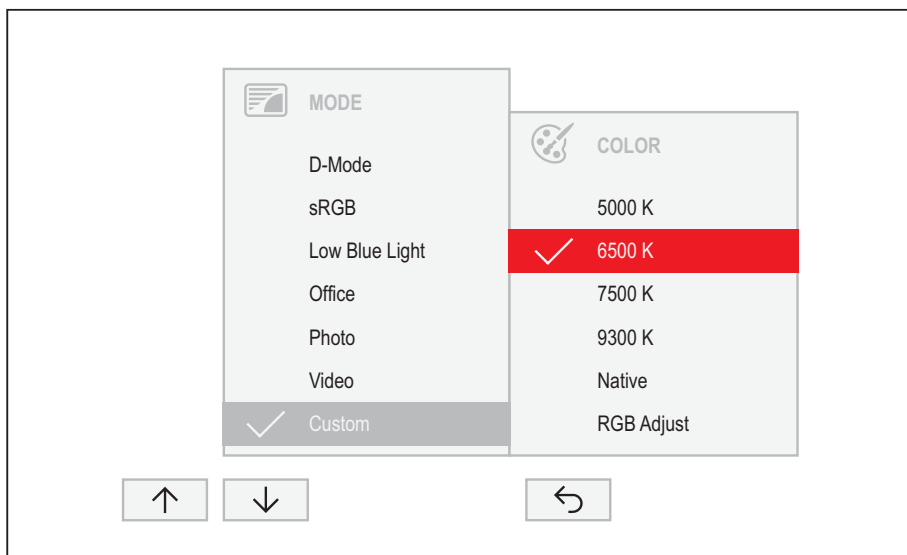 MODE
D-Mode
sRGB
Low Blue Light
Office
Photo
Video
Custom
COLOR
5000 K
6500 K
7500 K
9300 K
Native
RGB Adjust